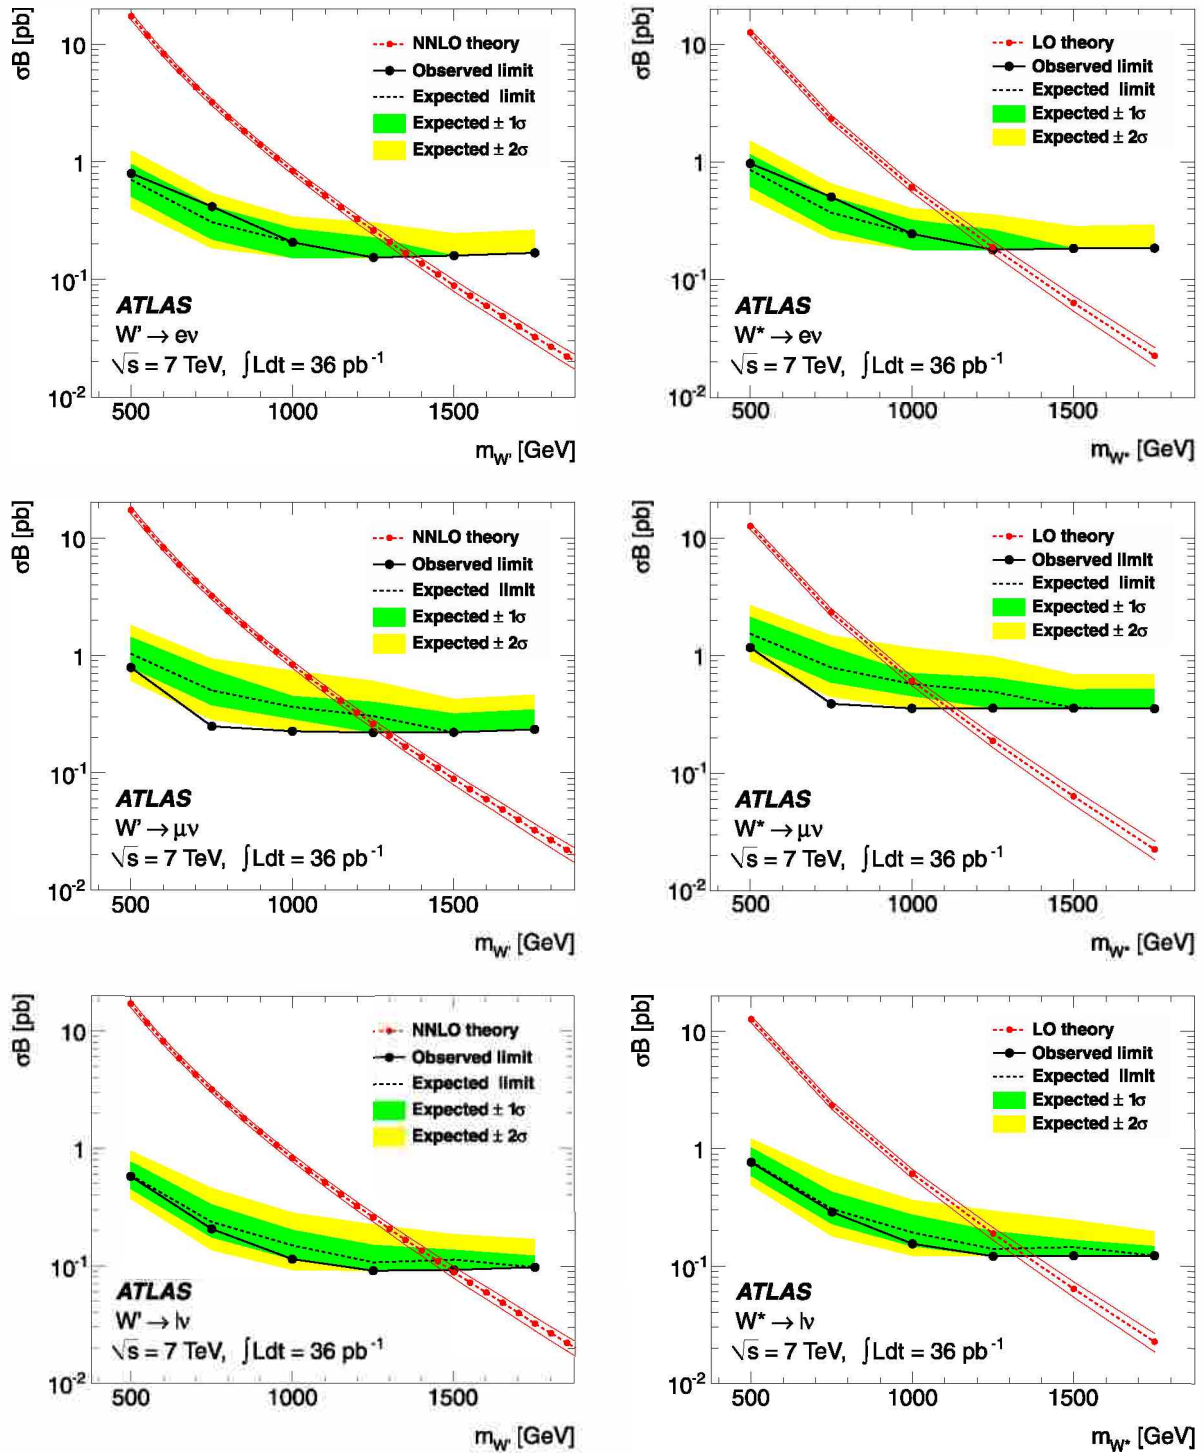 σB [pb]
10
1
10⁻¹
10⁻²
NNLO theory
Observed limit
Expected limit
Expected ± 1σ
Expected ± 2σ
ATLAS
W' → eν
√s = 7 TeV, ∫Ldt = 36 pb⁻¹
500 1000 1500
m_W' [GeV]
σB [pb]
10
1
10⁻¹
10⁻²
LO theory
Observed limit
Expected limit
Expected ± 1σ
Expected ± 2σ
ATLAS
W* → eν
√s = 7 TeV, ∫Ldt = 36 pb⁻¹
500 1000 1500
m_W* [GeV]
σB [pb]
10
1
10⁻¹
10⁻²
NNLO theory
Observed limit
Expected limit
Expected ± 1σ
Expected ± 2σ
ATLAS
W' → μν
√s = 7 TeV, ∫Ldt = 36 pb⁻¹
500 1000 1500
m_W' [GeV]
σB [pb]
10
1
10⁻¹
10⁻²
LO theory
Observed limit
Expected limit
Expected ± 1σ
Expected ± 2σ
ATLAS
W* → μν
√s = 7 TeV, ∫Ldt = 36 pb⁻¹
500 1000 1500
m_W* [GeV]
σB [pb]
10
1
10⁻¹
10⁻²
NNLO theory
Observed limit
Expected limit
Expected ± 1σ
Expected ± 2σ
ATLAS
W' → lν
√s = 7 TeV, ∫Ldt = 36 pb⁻¹
500 1000 1500
m_W' [GeV]
σB [pb]
10
1
10⁻¹
10⁻²
LO theory
Observed limit
Expected limit
Expected ± 1σ
Expected ± 2σ
ATLAS
W* → lν
√s = 7 TeV, ∫Ldt = 36 pb⁻¹
500 1000 1500
m_W* [GeV]